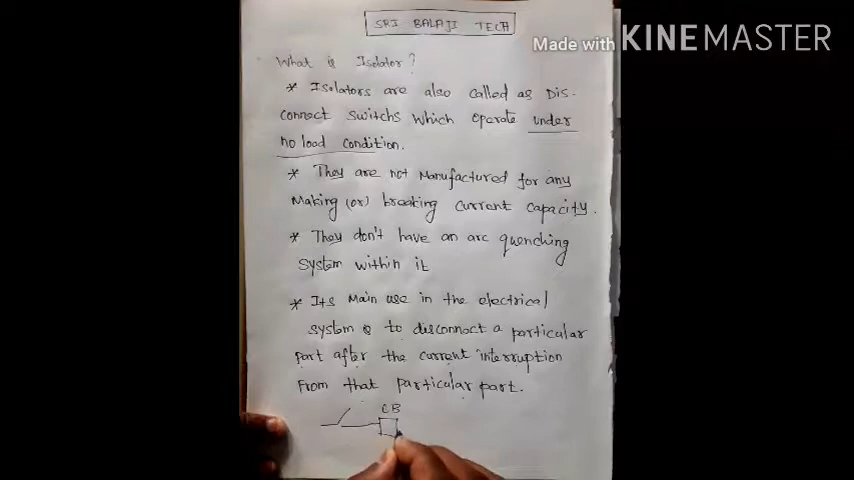 SRI BALAJI TECH
Made with KINEMASTER
What is Isolator?
* Isolators are also called as Dis-
connect switchs which operate under
no load condition.
* They are not Manufactured for any
Making (or) breaking current capacity.
* They don't have an arc quenching
system within it
* Its Main use in the electrical
system is to disconnect a particular
part after the current interruption
From that particular part.
CB